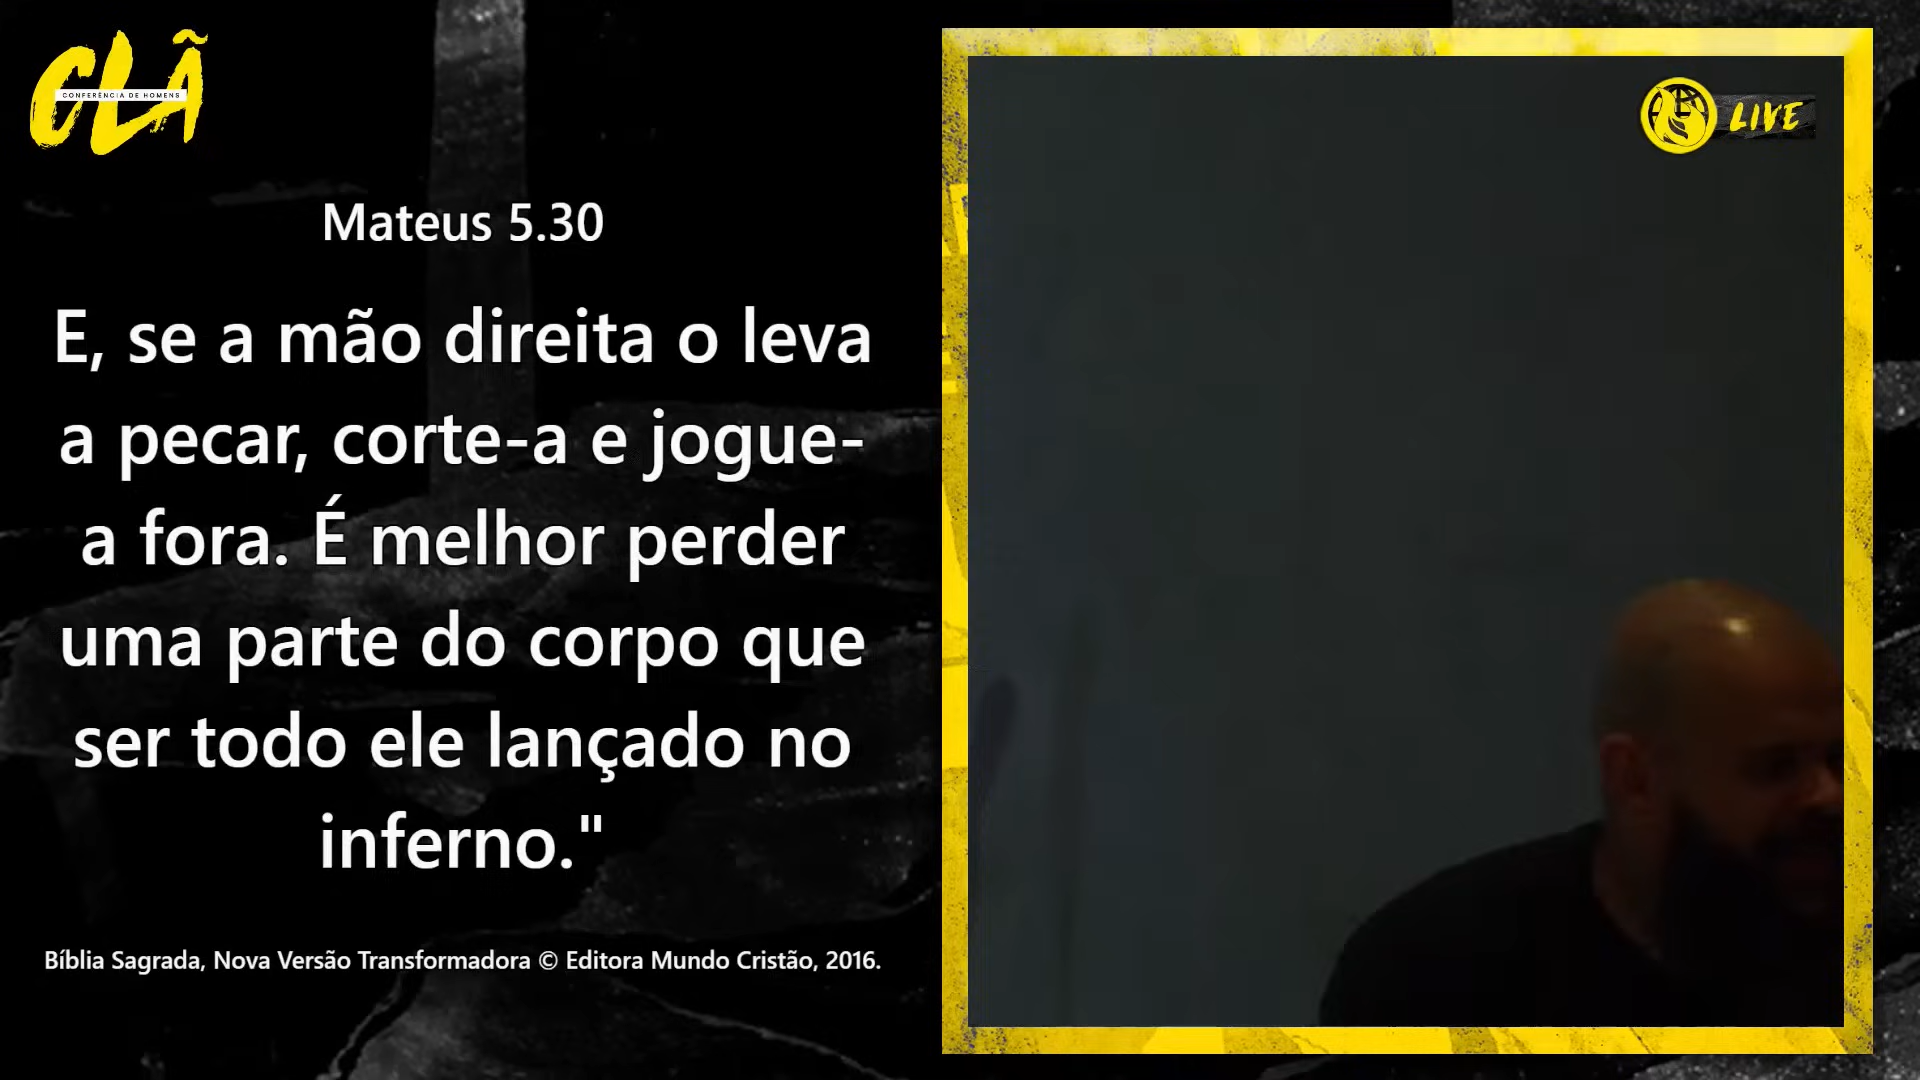 CLÃ
CONFERÊNCIA DE HOMENS
LIVE
Mateus 5.30
E, se a mão direita o leva
a pecar, corte-a e jogue-
a fora. É melhor perder
uma parte do corpo que
ser todo ele lançado no
inferno."
Bíblia Sagrada, Nova Versão Transformadora © Editora Mundo Cristão, 2016.